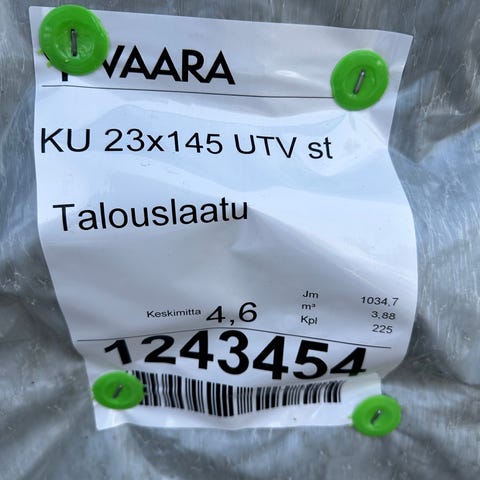 VAARA
KU 23x145 UTV st
Talouslaatu
Keskimitta 4,6
Jm 1034,7
m³ 3,88
Kpl 225
1243454